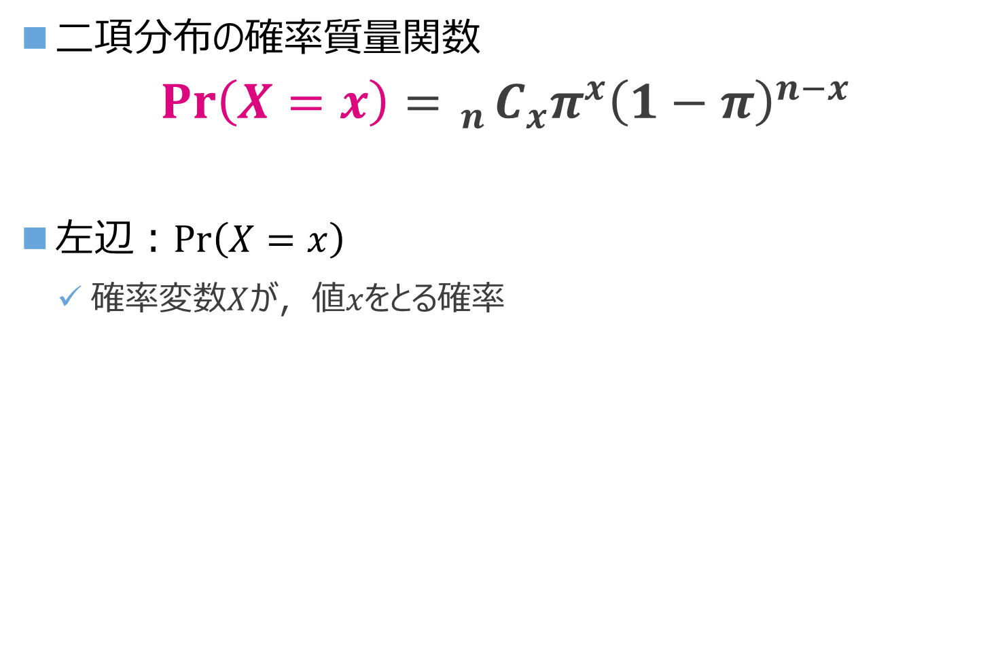 二項分布の確率質量関数
Pr(X = x) = ₙCₓπˣ(1 − π)ⁿ⁻ˣ
左辺：Pr(X = x)
確率変数Xが，値xをとる確率